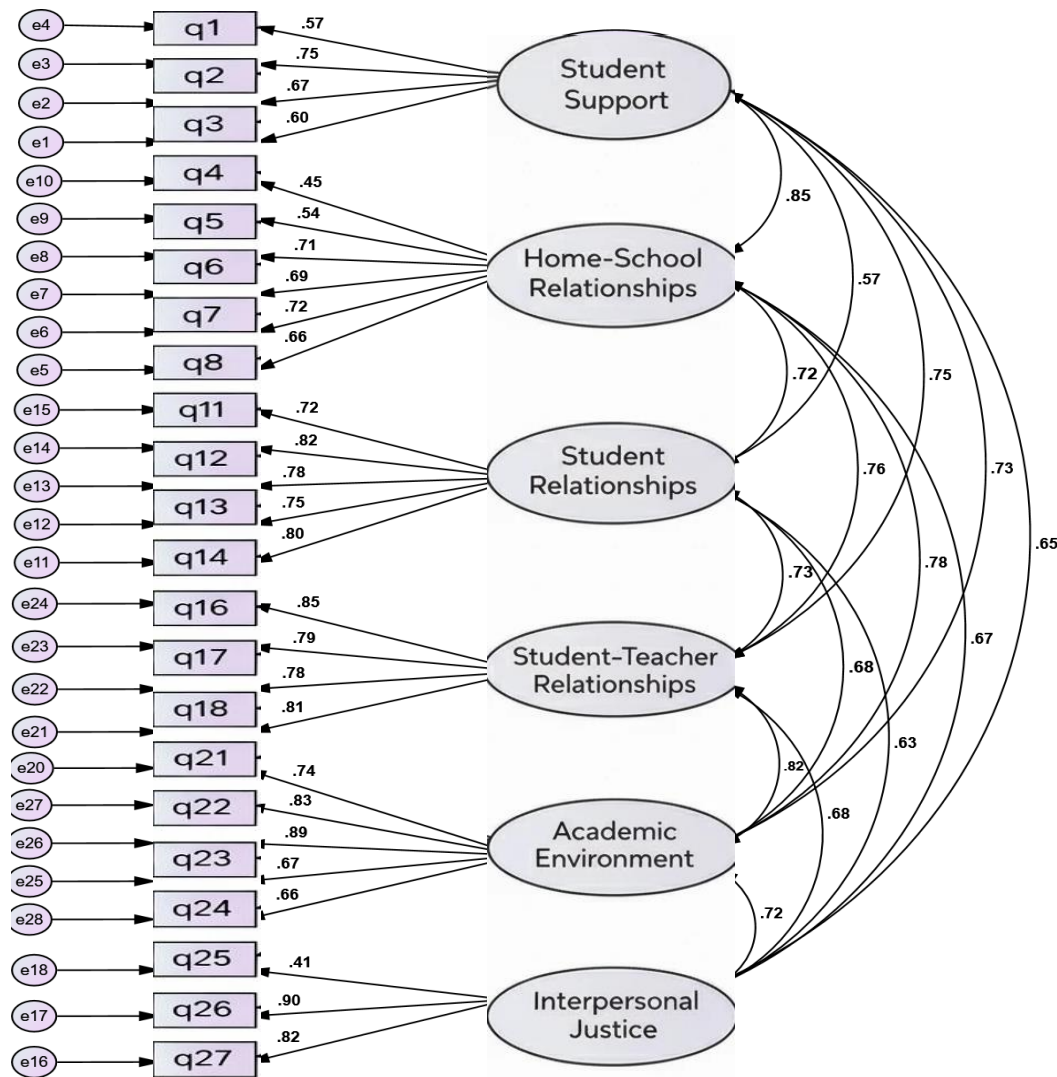 e4
q1
.57
Student
Support
e3
q2
.75
e2
q3
.67
e1
.60
e10
q4
.45
.85
e9
q5
.54
Home-School
Relationships
e8
q6
.71
.57
e7
q7
.69
e6
.72
e5
q8
.66
.72
.75
e15
q11
.72
e14
q12
.82
Student
Relationships
.76
.73
e13
q13
.78
e12
.75
e11
q14
.80
.65
.73
.78
e24
q16
.85
e23
q17
.79
Student-Teacher
Relationships
.67
.68
e22
q18
.78
e21
.81
.63
e20
q21
.74
.82
e27
q22
.83
.68
e26
q23
.89
Academic
Environment
e25
.67
e28
q24
.66
.72
e18
q25
.41
e17
q26
.90
Interpersonal
Justice
e16
q27
.82